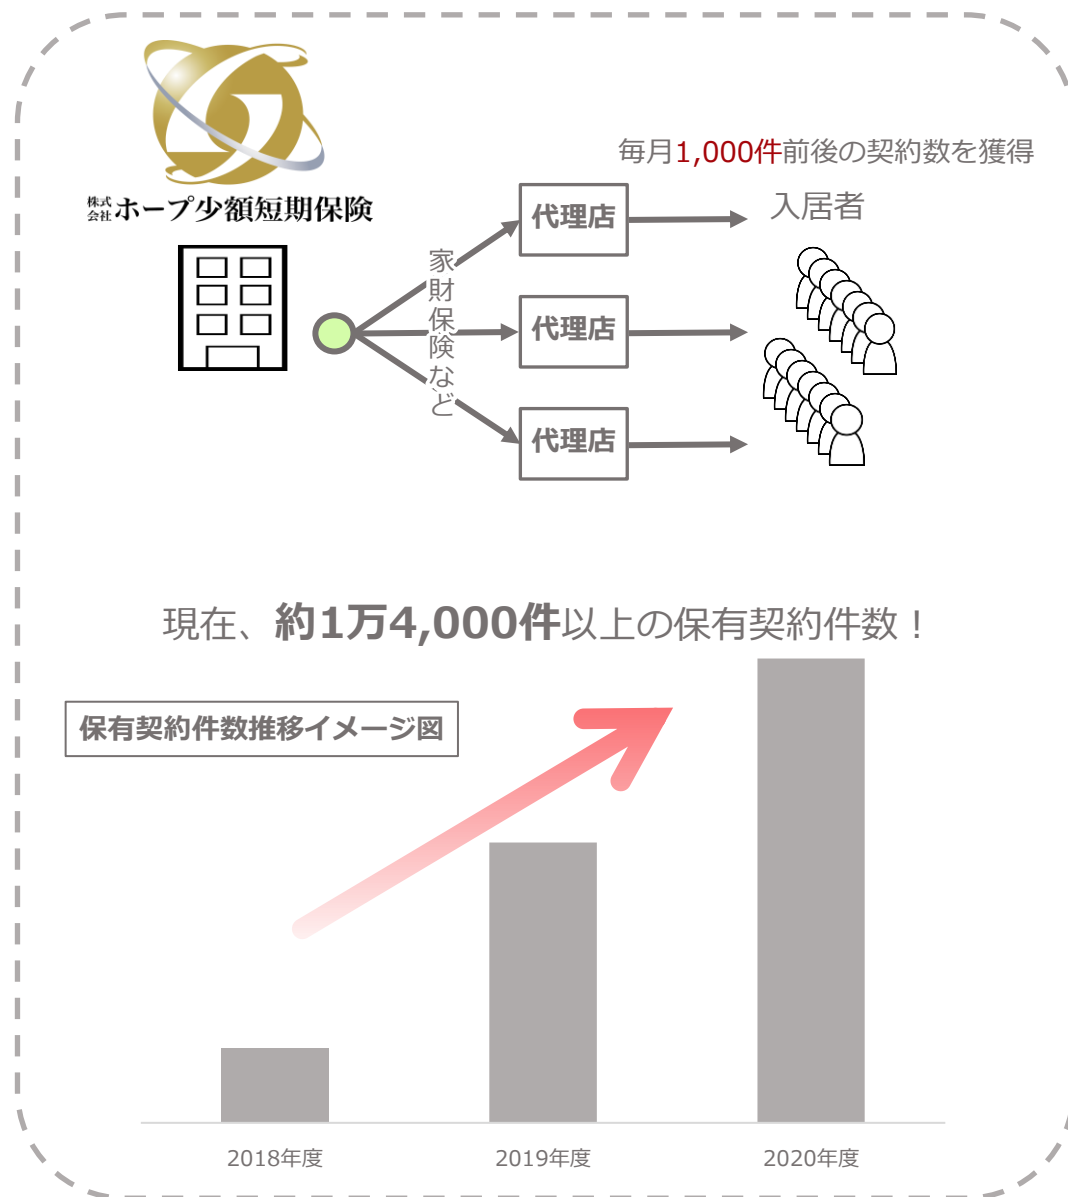 毎月1,000件前後の契約数を獲得
株式会社ホープ少額短期保険
代理店
入居者
家財保険など
代理店
代理店
現在、約1万4,000件以上の保有契約件数！
保有契約件数推移イメージ図
2018年度
2019年度
2020年度